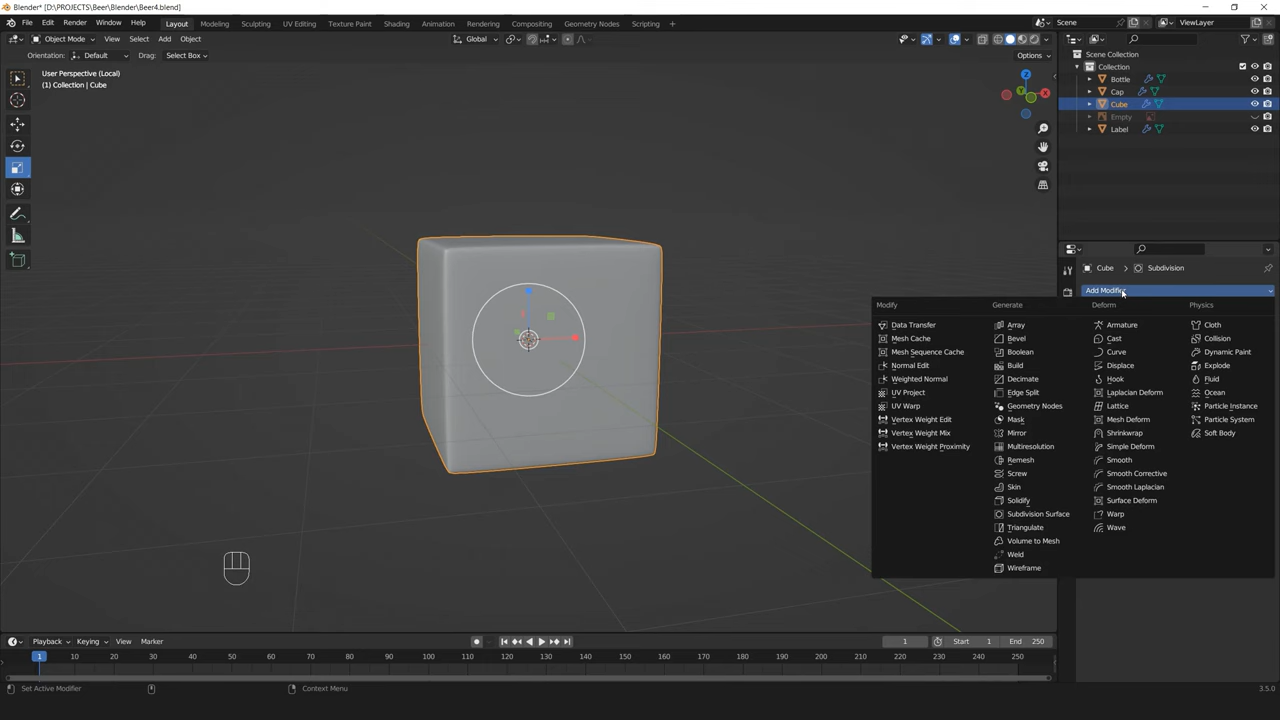 Blender* [D:\PROJECTS\Beer\Blender\Beer4.blend]
File Edit Render Window Help Layout Modeling Sculpting UV Editing Texture Paint Shading Animation Rendering Compositing Geometry Nodes Scripting + Scene ViewLayer
Object Mode View Select Add Object Global Options
Orientation: Default Drag: Select Box
User Perspective (Local)
(1) Collection | Cube
Z
X
Y
Scene Collection
Collection
Bottle
Cap
Cube
Empty
Label
Cube > Subdivision
Add Modifier
Modify
Data Transfer
Mesh Cache
Mesh Sequence Cache
Normal Edit
Weighted Normal
UV Project
UV Warp
Vertex Weight Edit
Vertex Weight Mix
Vertex Weight Proximity
Generate
Array
Bevel
Boolean
Build
Decimate
Edge Split
Geometry Nodes
Mask
Mirror
Multiresolution
Remesh
Screw
Skin
Solidify
Subdivision Surface
Triangulate
Volume to Mesh
Weld
Wireframe
Deform
Armature
Cast
Curve
Displace
Hook
Laplacian Deform
Lattice
Mesh Deform
Shrinkwrap
Simple Deform
Smooth
Smooth Corrective
Smooth Laplacian
Surface Deform
Warp
Wave
Physics
Cloth
Collision
Dynamic Paint
Explode
Fluid
Ocean
Particle Instance
Particle System
Soft Body
Playback Keying View Marker 1 Start 1 End 250
1 10 20 30 40 50 60 70 80 90 100 110 120 130 140 150 160 170 180 190 200 210 220 230 240 250
Set Active Modifier Context Menu 3.5.0